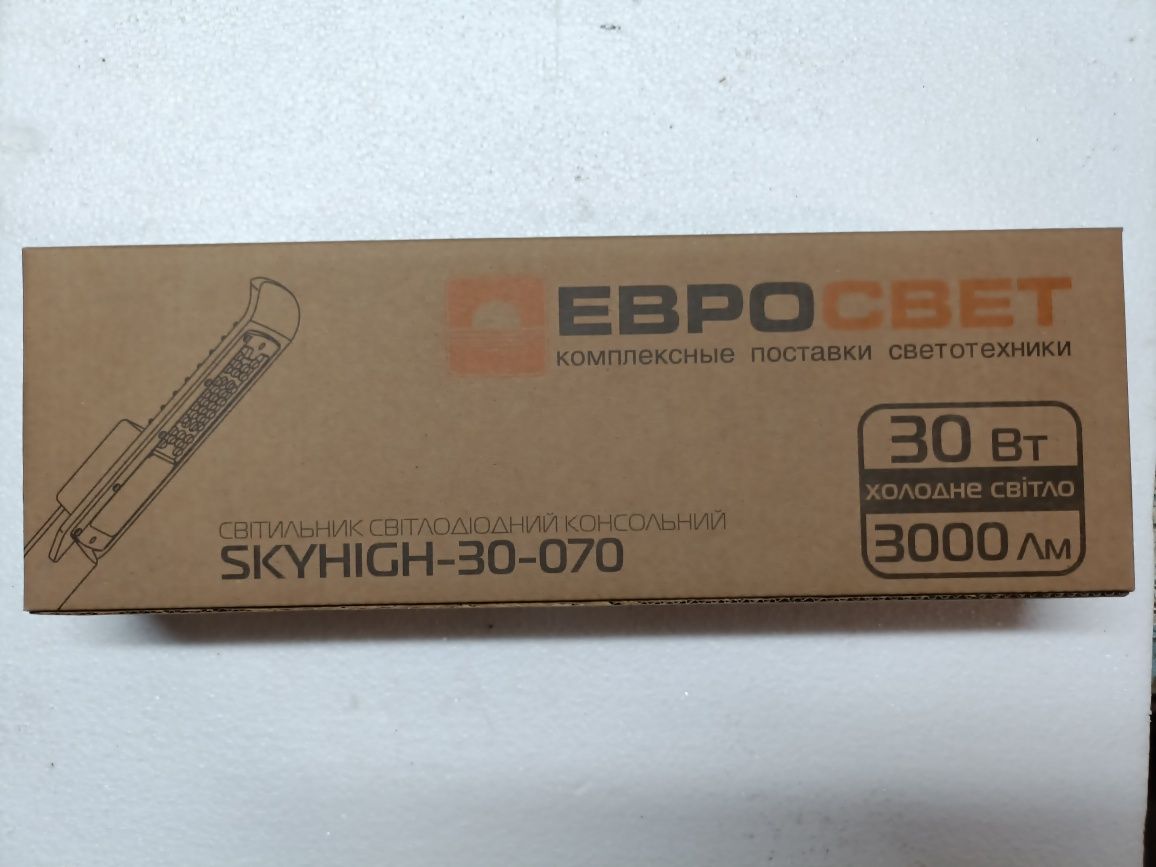 ЕВРОСВЕТ
комплексные поставки светотехники
30 Вт
холодне світло
3000 Лм
СВІТИЛЬНИК СВІТЛОДІОДНИЙ КОНСОЛЬНИЙ
SKYHIGH-30-070